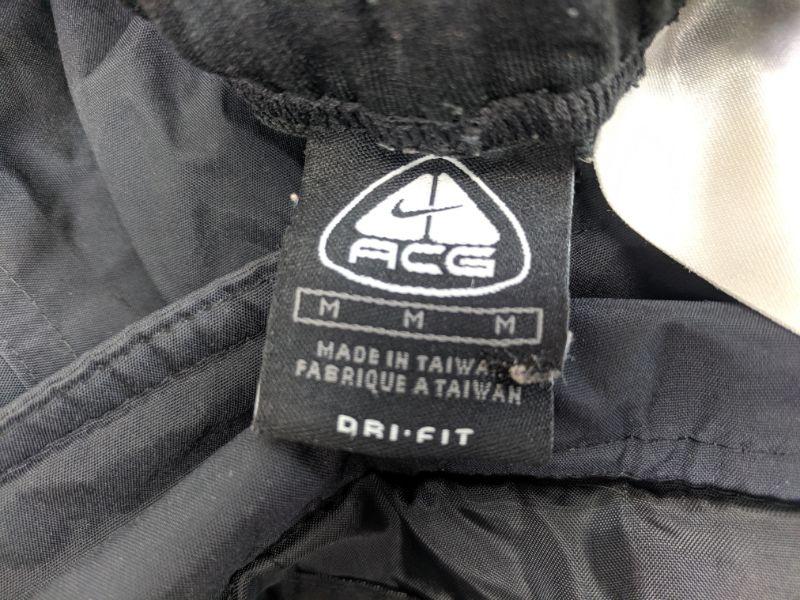 ACG
M M M
MADE IN TAIWAN
FABRIQUE A TAIWAN
DRI·FIT